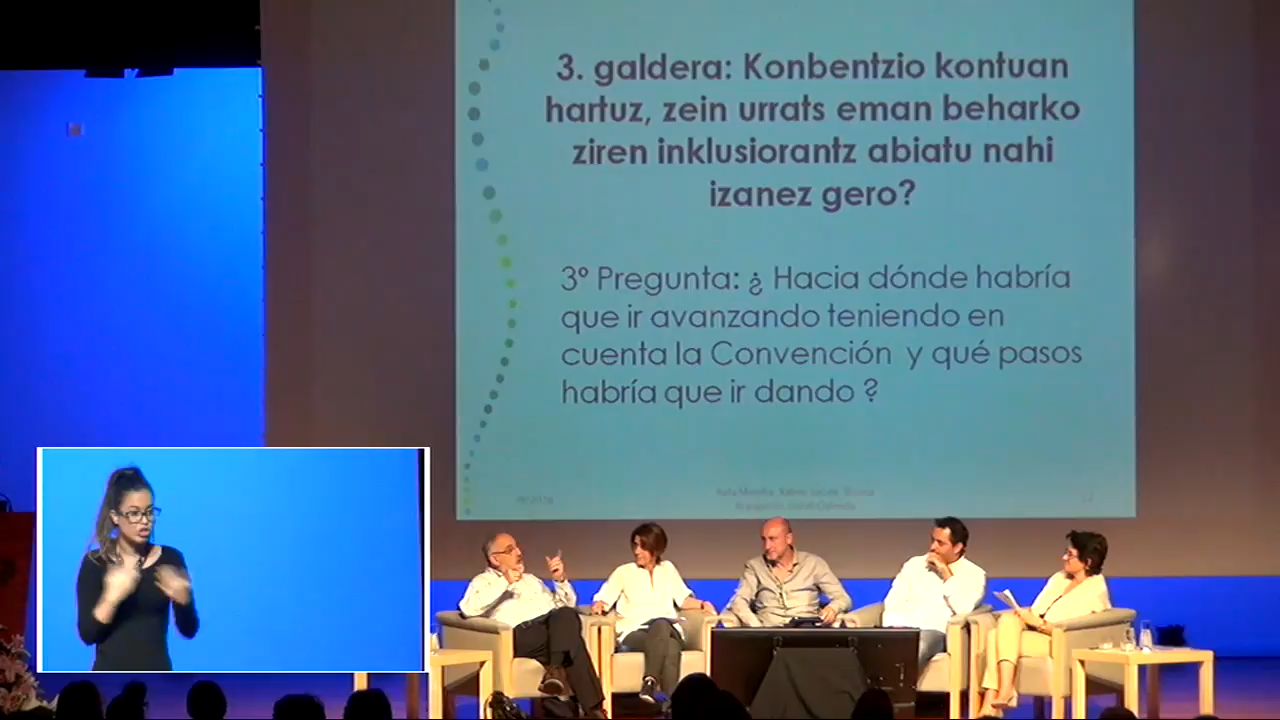 3. galdera: Konbentzio kontuan
hartuz, zein urrats eman beharko
ziren inklusiorantz abiatu nahi
izanez gero?
3º Pregunta: ¿ Hacia dónde habría
que ir avanzando teniendo en
cuenta la Convención y qué pasos
habría que ir dando ?